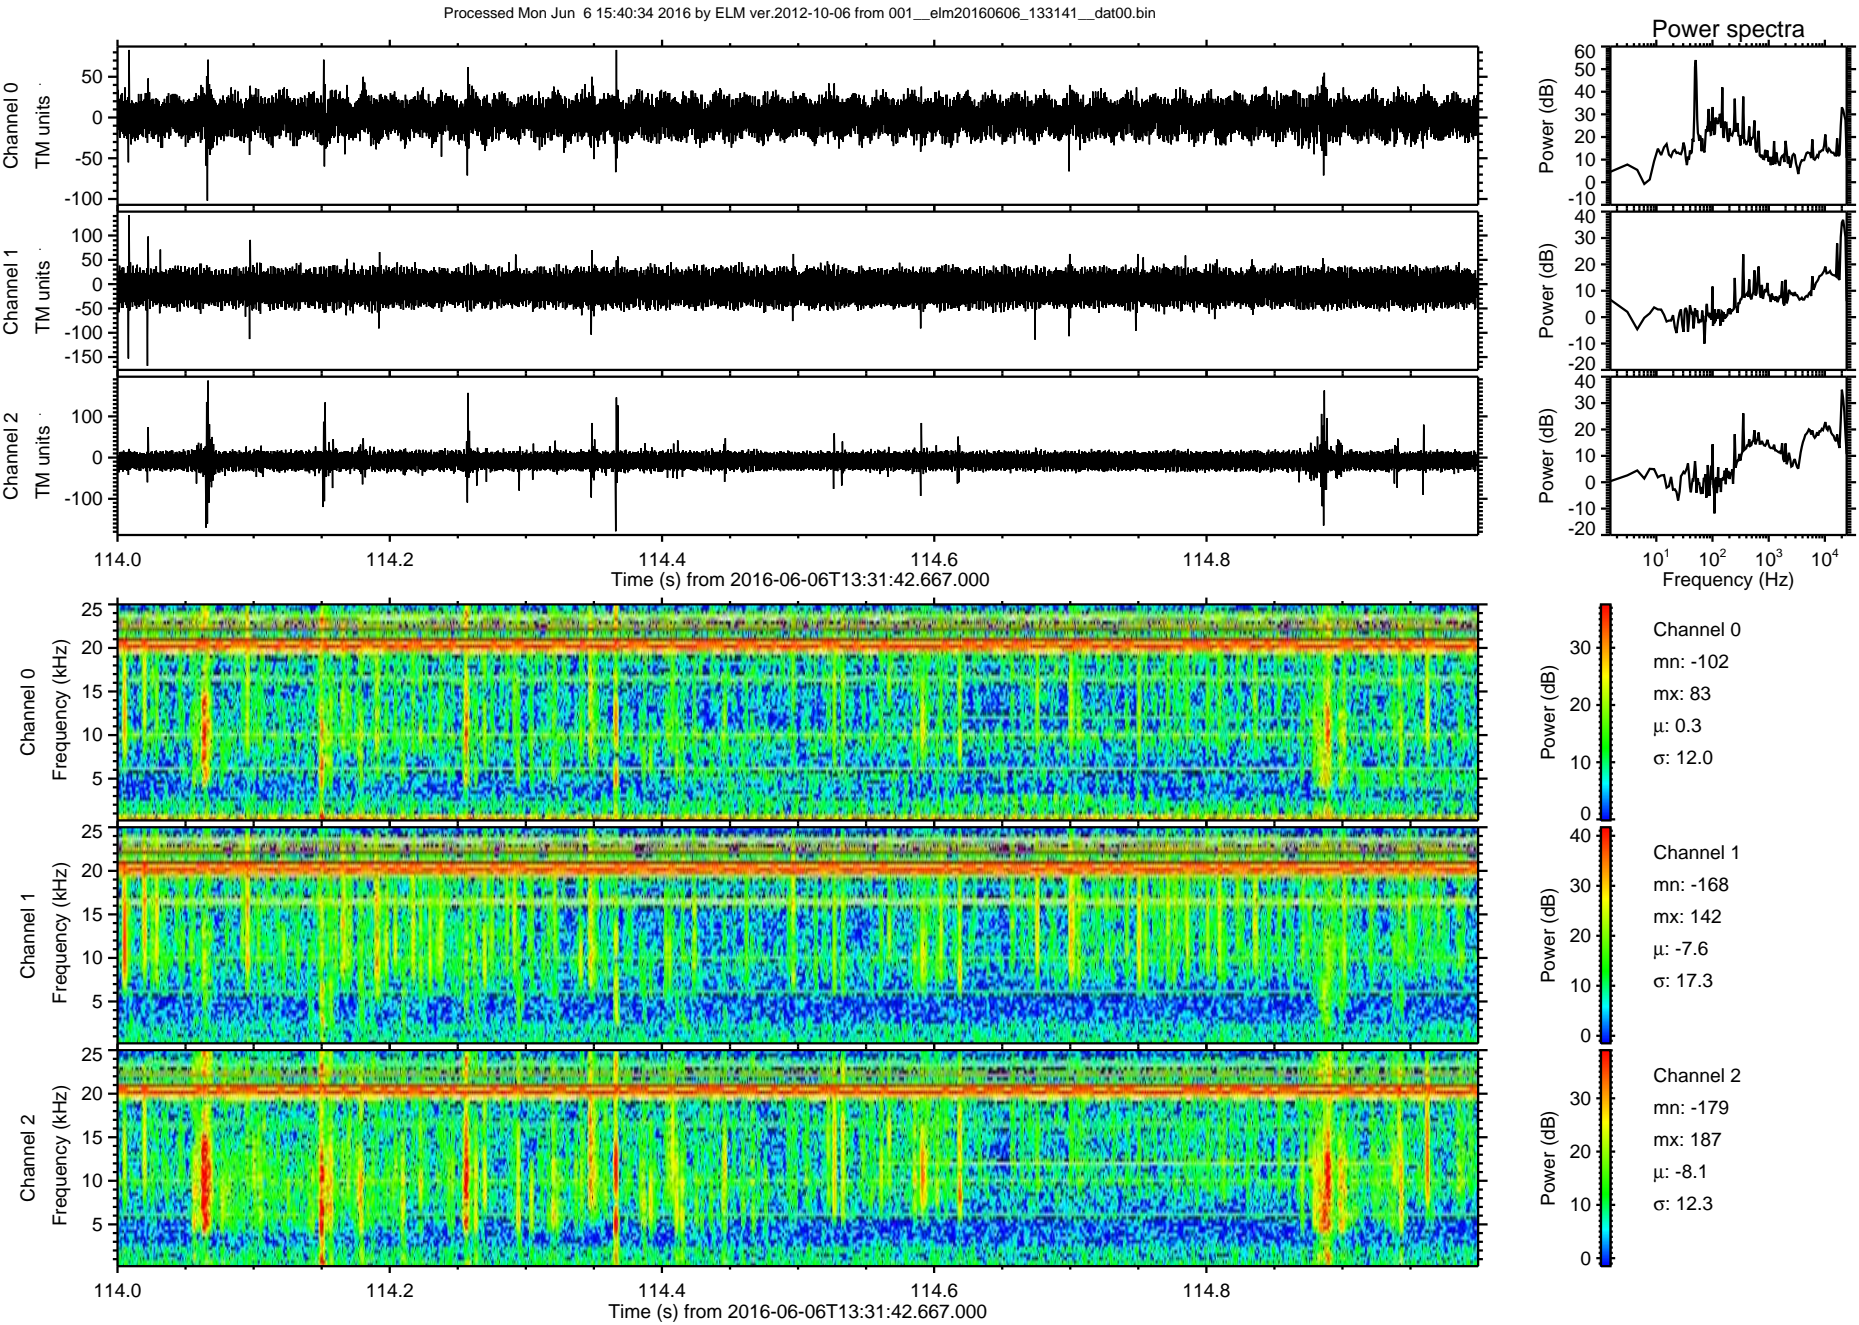 Processed Mon Jun 6 15:40:34 2016 by ELM ver.2012-10-06 from 001__elm20160606_133141__dat00.bin
Power spectra
Channel 0
TM units
50
0
-50
-100
Power (dB)
60
50
40
30
20
10
0
-10
Channel 1
TM units
100
50
0
-50
-100
-150
Power (dB)
40
30
20
10
0
-10
-20
Channel 2
TM units
100
0
-100
Power (dB)
40
30
20
10
0
-10
-20
114.0 114.2 114.4 114.6 114.8
Time (s) from 2016-06-06T13:31:42.667.000
10^1 10^2 10^3 10^4
Frequency (Hz)
Channel 0
Frequency (kHz)
25
20
15
10
5
Power (dB)
30
20
10
0
Channel 0
mn: -102
mx: 83
μ: 0.3
σ: 12.0
Channel 1
Frequency (kHz)
25
20
15
10
5
Power (dB)
40
30
20
10
0
Channel 1
mn: -168
mx: 142
μ: -7.6
σ: 17.3
Channel 2
Frequency (kHz)
25
20
15
10
5
Power (dB)
30
20
10
0
Channel 2
mn: -179
mx: 187
μ: -8.1
σ: 12.3
114.0 114.2 114.4 114.6 114.8
Time (s) from 2016-06-06T13:31:42.667.000